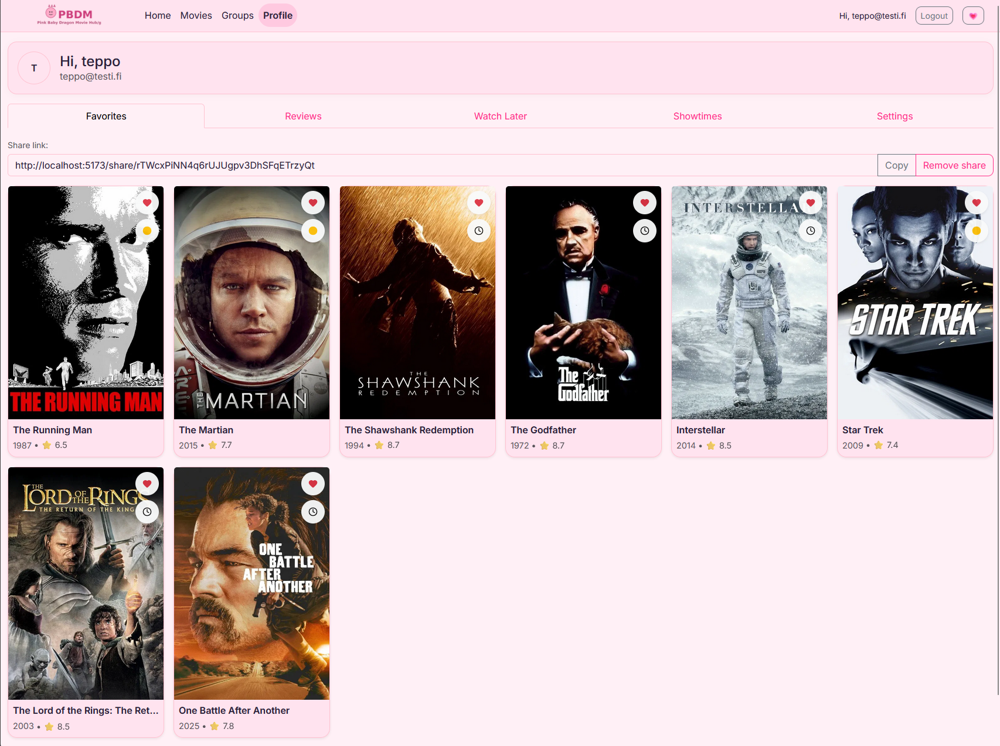 PBDM
Pink Baby Dragon Movie Hub/g
Home Movies Groups Profile
Hi, teppo@testi.fi Logout
T
Hi, teppo
teppo@testi.fi
Favorites Reviews Watch Later Showtimes Settings
Share link:
http://localhost:5173/share/rTWcxPiNN4q6rUJUgpv3DhSFqETrzyQt Copy Remove share
THE RUNNING MAN
THE MARTIAN
THE
SHAWSHANK
REDEMPTION
The
Godfather
INTERSTELLA
STAR TREK
The Running Man
1987 • 6.5
The Martian
2015 • 7.7
The Shawshank Redemption
1994 • 8.7
The Godfather
1972 • 8.7
Interstellar
2014 • 8.5
Star Trek
2009 • 7.4
THE
LORD OF THE RINGS
THE RETURN OF THE KING
ONE
BATTLE
AFTER
ANOTHER
The Lord of the Rings: The Ret...
2003 • 8.5
One Battle After Another
2025 • 7.8